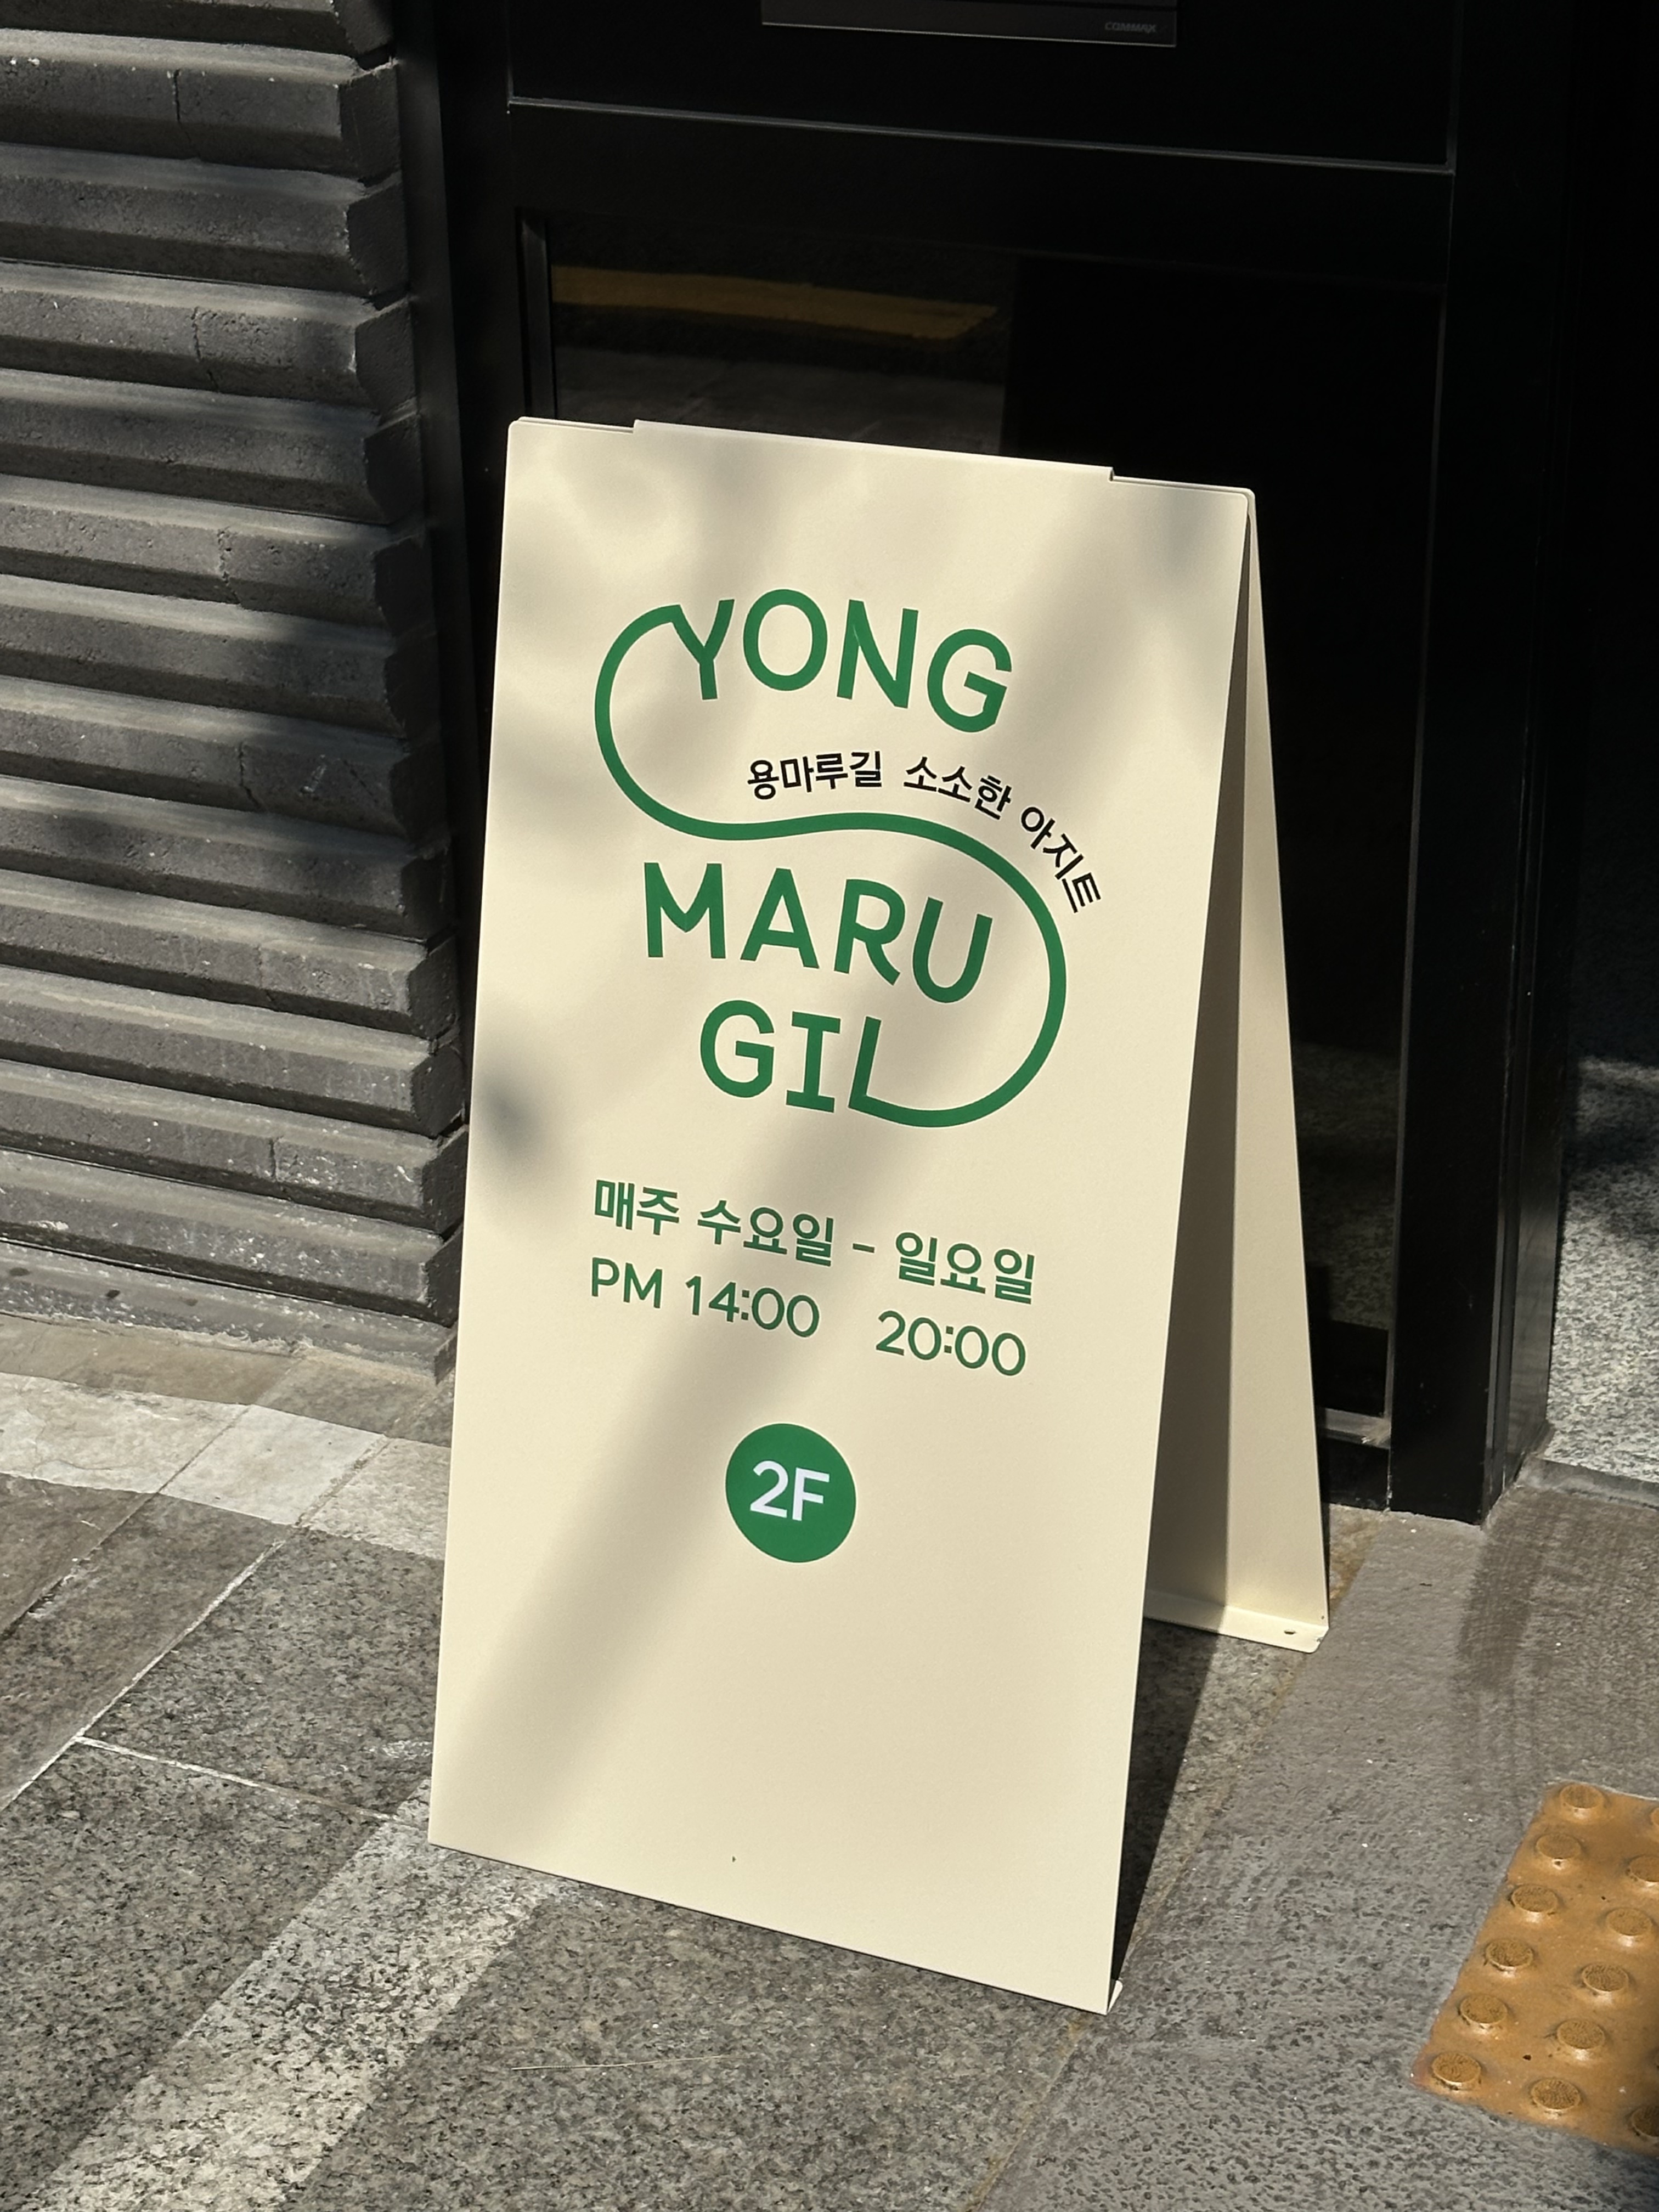 COMMAX
YONG
용마루길 소소한 아지트
MARU
GIL
매주 수요일 - 일요일
PM 14:00 20:00
2F